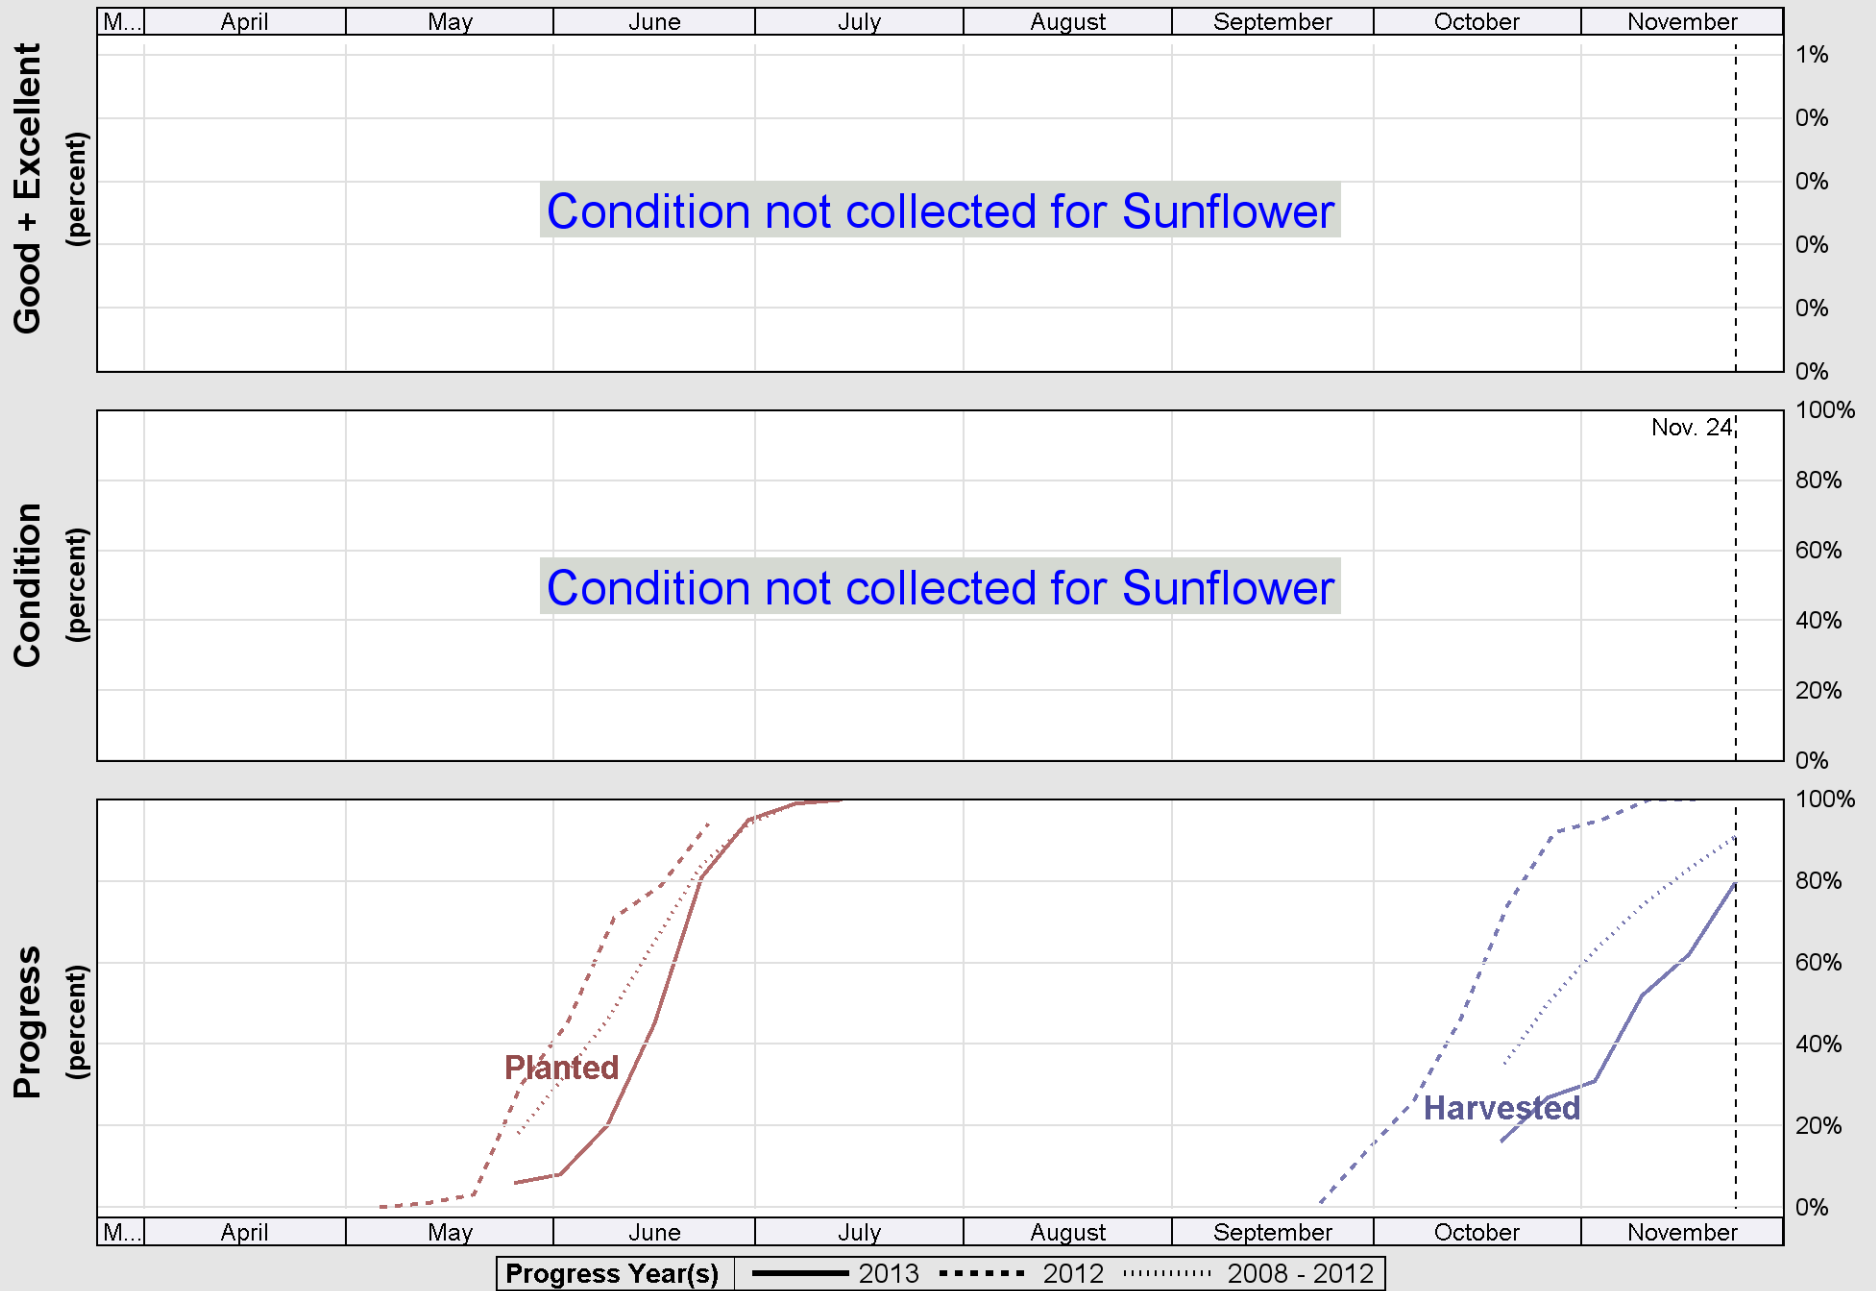 M... April May June July August September October November
Good + Excellent
(percent)
1%
0%
0%
0%
0%
0%
Condition not collected for Sunflower
Condition
(percent)
100%
80%
60%
40%
20%
0%
Nov. 24
Condition not collected for Sunflower
Progress
(percent)
100%
80%
60%
40%
20%
0%
Planted
Harvested
M... April May June July August September October November
Progress Year(s) 2013 2012 2008 - 2012